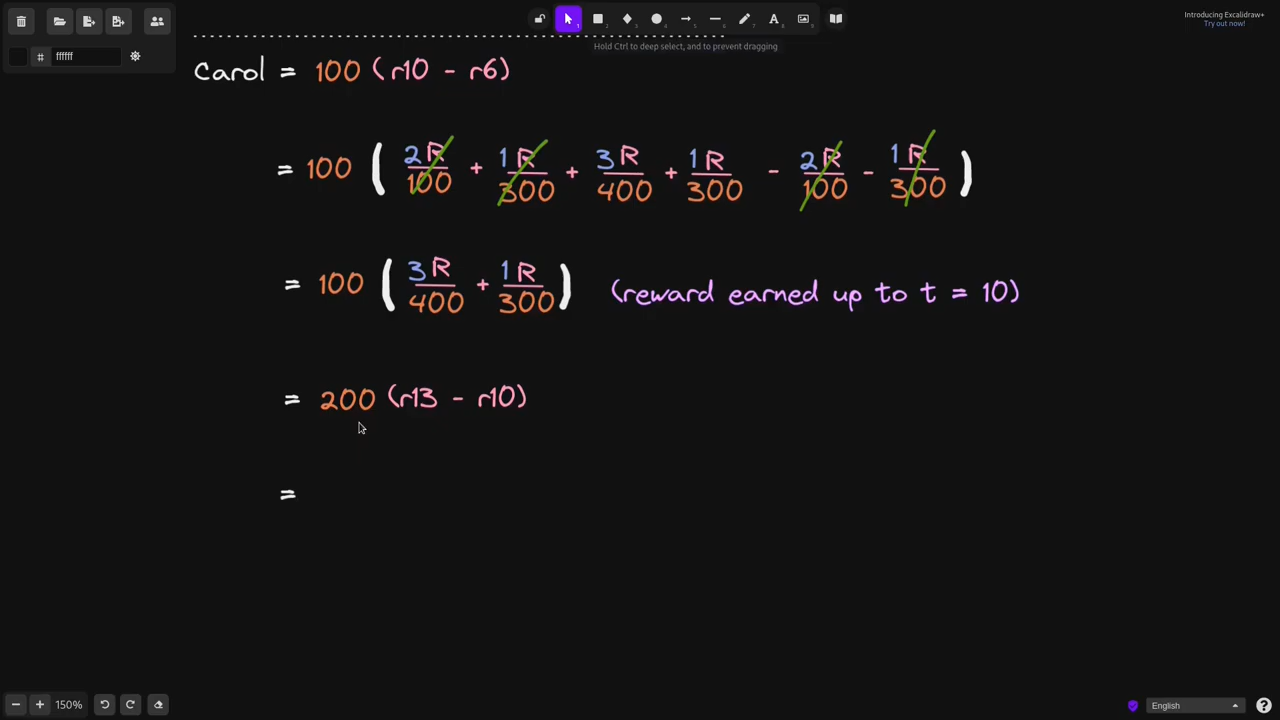 Introducing Excalidraw+
Try out now!
# ffffff
Hold Ctrl to deep select, and to prevent dragging
Carol = 100 (r10 - r6)
= 100 ( 2R/100 + 1R/300 + 3R/400 + 1R/300 - 2R/100 - 1R/300 )
= 100 ( 3R/400 + 1R/300 ) (reward earned up to t = 10)
= 200 (r13 - r10)
=
- + 150% English ?